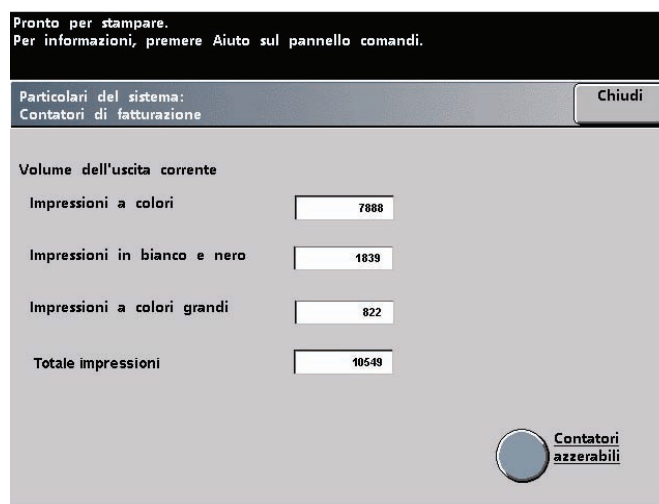 Pronto per stampare.
Per informazioni, premere Aiuto sul pannello comandi.
Particolari del sistema:
Contatori di fatturazione
Chiudi
Volume dell'uscita corrente
Impressioni a colori 7888
Impressioni in bianco e nero 1839
Impressioni a colori grandi 822
Totale impressioni 10549
Contatori
azzerabili